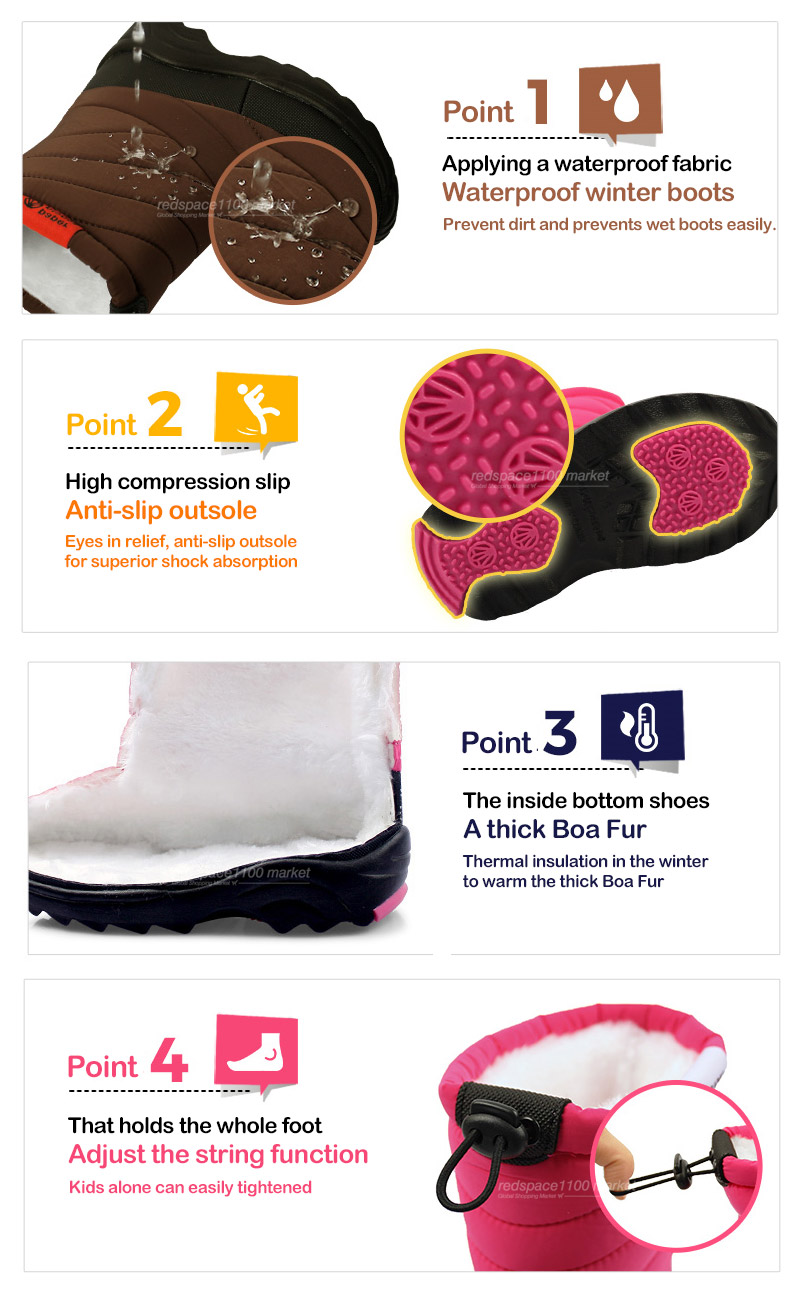 Point 1
Applying a waterproof fabric
Waterproof winter boots
Prevent dirt and prevents wet boots easily.
redspace1100 market
Global Shopping Market
Point 2
High compression slip
Anti-slip outsole
Eyes in relief, anti-slip outsole
for superior shock absorption
redspace1100 market
Global Shopping Market
Point 3
The inside bottom shoes
A thick Boa Fur
Thermal insulation in the winter
to warm the thick Boa Fur
redspace1100 market
Global Shopping Market
Point 4
That holds the whole foot
Adjust the string function
Kids alone can easily tightened
redspace1100 market
Global Shopping Market